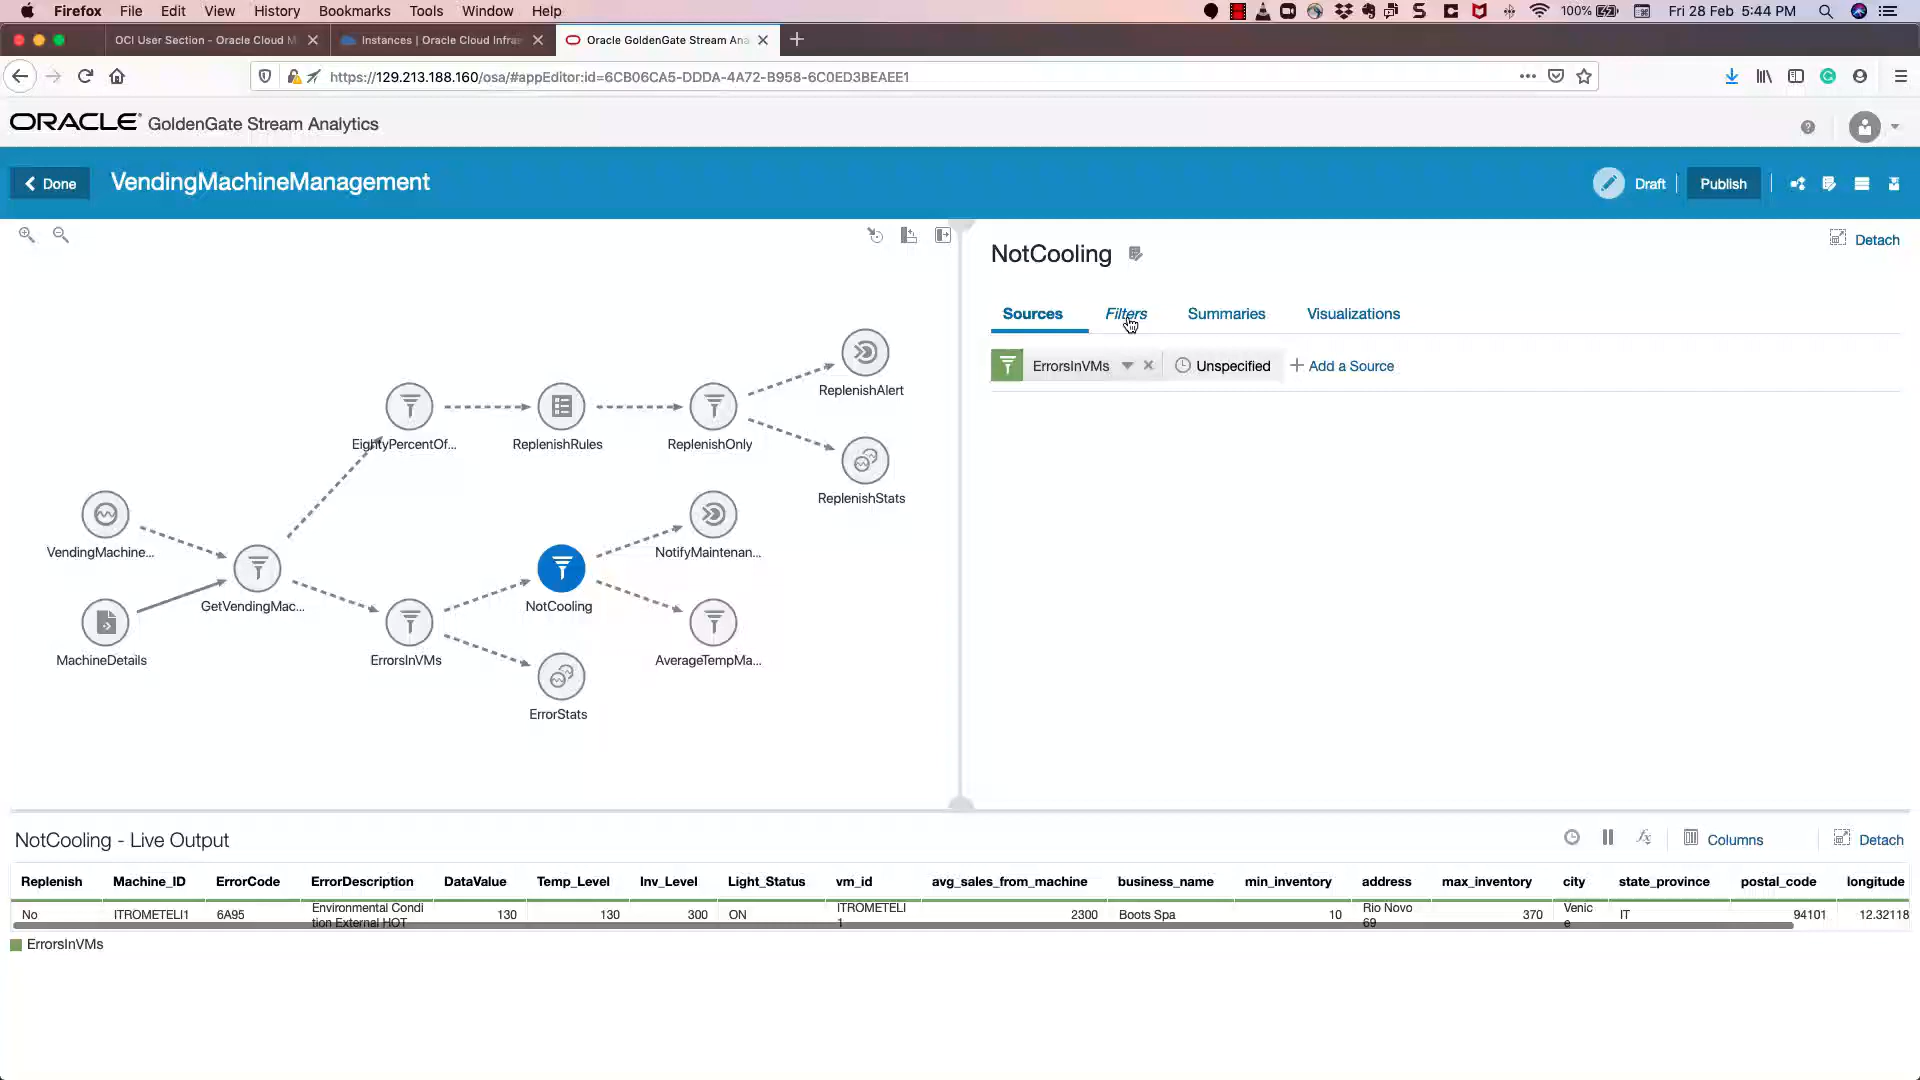 Firefox File Edit View History Bookmarks Tools Window Help 100% Fri 28 Feb 5:44 PM
OCI User Section - Oracle Cloud M Instances | Oracle Cloud Infra Oracle GoldenGate Stream Ana
https://129.213.188.160/osa/#appEditor:id=6CB06CA5-DDDA-4A72-B958-6C0ED3BEAEE1
ORACLE GoldenGate Stream Analytics
Done VendingMachineManagement Draft Publish
NotCooling
Detach
Sources Filters Summaries Visualizations
ErrorsInVMs Unspecified Add a Source
ReplenishAlert
EightyPercentOf... ReplenishRules ReplenishOnly
ReplenishStats
VendingMachine... NotifyMaintenan...
GetVendingMac... NotCooling
MachineDetails ErrorsInVMs AverageTempMa...
ErrorStats
NotCooling - Live Output Columns Detach
Replenish Machine_ID ErrorCode ErrorDescription DataValue Temp_Level Inv_Level Light_Status vm_id avg_sales_from_machine business_name min_inventory address max_inventory city state_province postal_code longitude
No ITROMETELI1 6A95 Environmental Condi
tion External HOT 130 130 300 ON ITROMETELI
1 2300 Boots Spa 10 Rio Novo
69 370 Venic
e IT 94101 12.32118
ErrorsInVMs